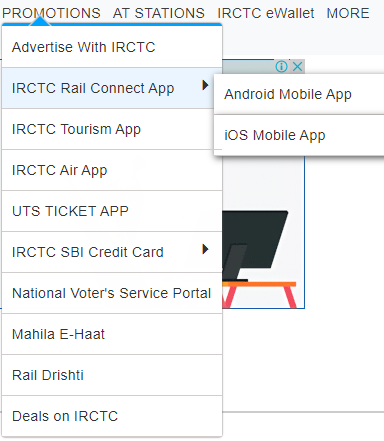 PROMOTIONS AT STATIONS IRCTC eWallet MORE
Advertise With IRCTC
IRCTC Rail Connect App
Android Mobile App
iOS Mobile App
IRCTC Tourism App
IRCTC Air App
UTS TICKET APP
IRCTC SBI Credit Card
National Voter's Service Portal
Mahila E-Haat
Rail Drishti
Deals on IRCTC